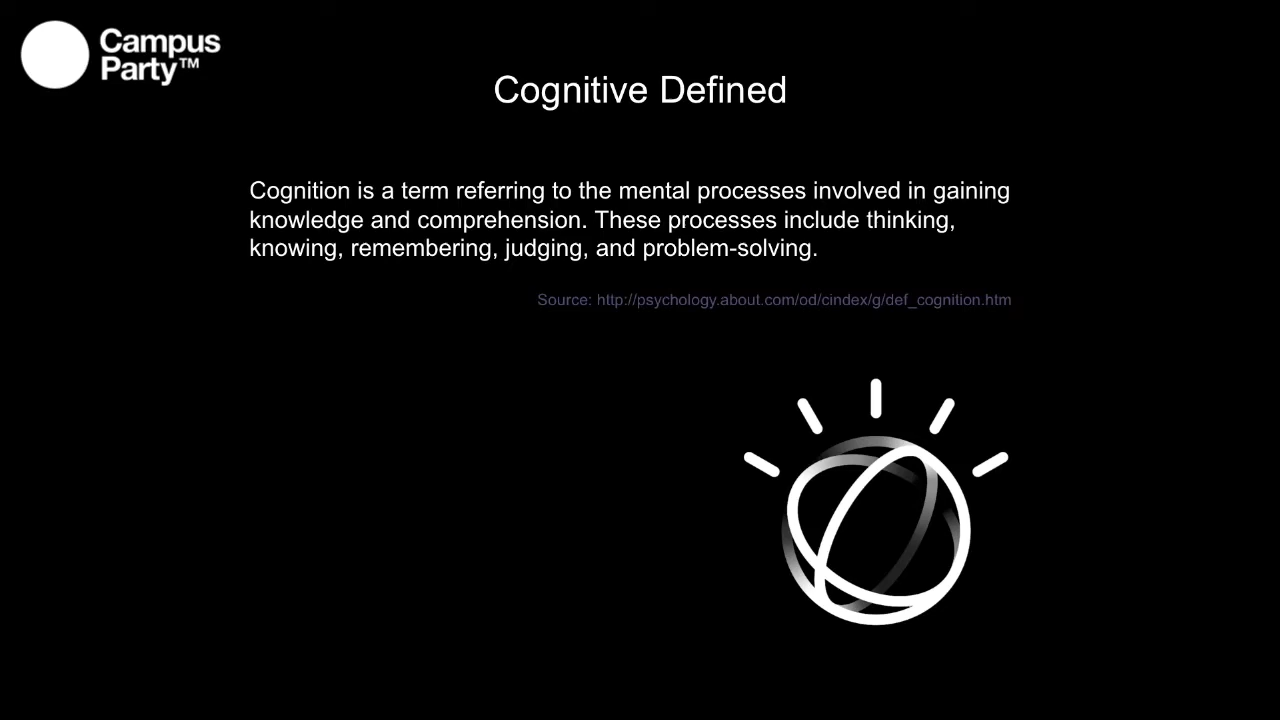 Campus
Party™
Cognitive Defined
Cognition is a term referring to the mental processes involved in gaining
knowledge and comprehension. These processes include thinking,
knowing, remembering, judging, and problem-solving.
Source: http://psychology.about.com/od/cindex/g/def_cognition.htm